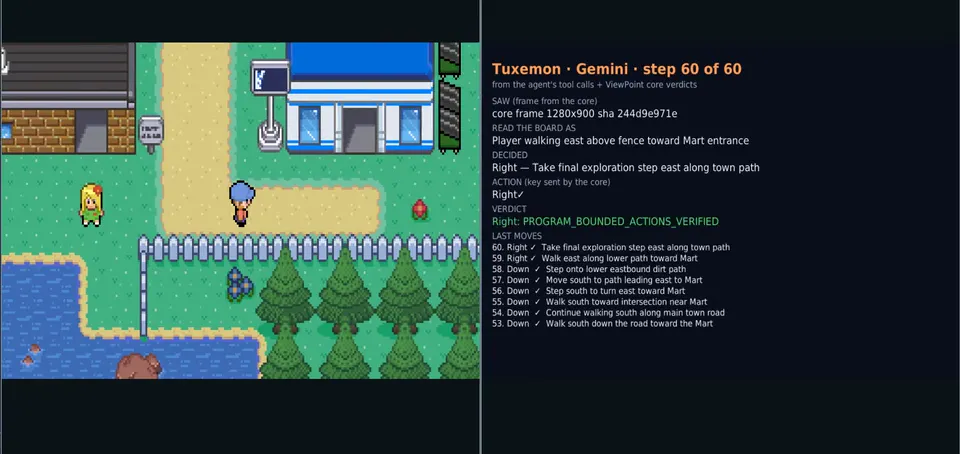 Tuxemon · Gemini · step 60 of 60
from the agent's tool calls + ViewPoint core verdicts
SAW (frame from the core)
core frame 1280x900 sha 244d9e971e
READ THE BOARD AS
Player walking east above fence toward Mart entrance
DECIDED
Right — Take final exploration step east along town path
ACTION (key sent by the core)
Right✓
VERDICT
Right: PROGRAM_BOUNDED_ACTIONS_VERIFIED
LAST MOVES
60. Right ✓ Take final exploration step east along town path
59. Right ✓ Walk east along lower path toward Mart
58. Down ✓ Step onto lower eastbound dirt path
57. Down ✓ Move south to path leading east to Mart
56. Down ✓ Step south to turn east toward Mart
55. Down ✓ Walk south toward intersection near Mart
54. Down ✓ Continue walking south along main town road
53. Down ✓ Walk south down the road toward the Mart